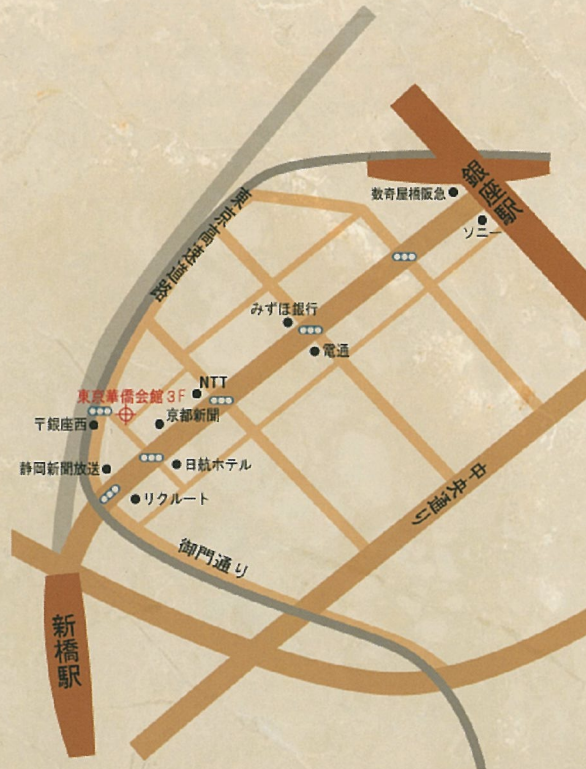 銀座駅
数寄屋橋阪急
ソニー
東京高速道路
みずほ銀行
電通
NTT
東京華僑会館3F
京都新聞
〒銀座西
日航ホテル
静岡新聞放送
リクルート
中央通り
御門通り
新橋駅